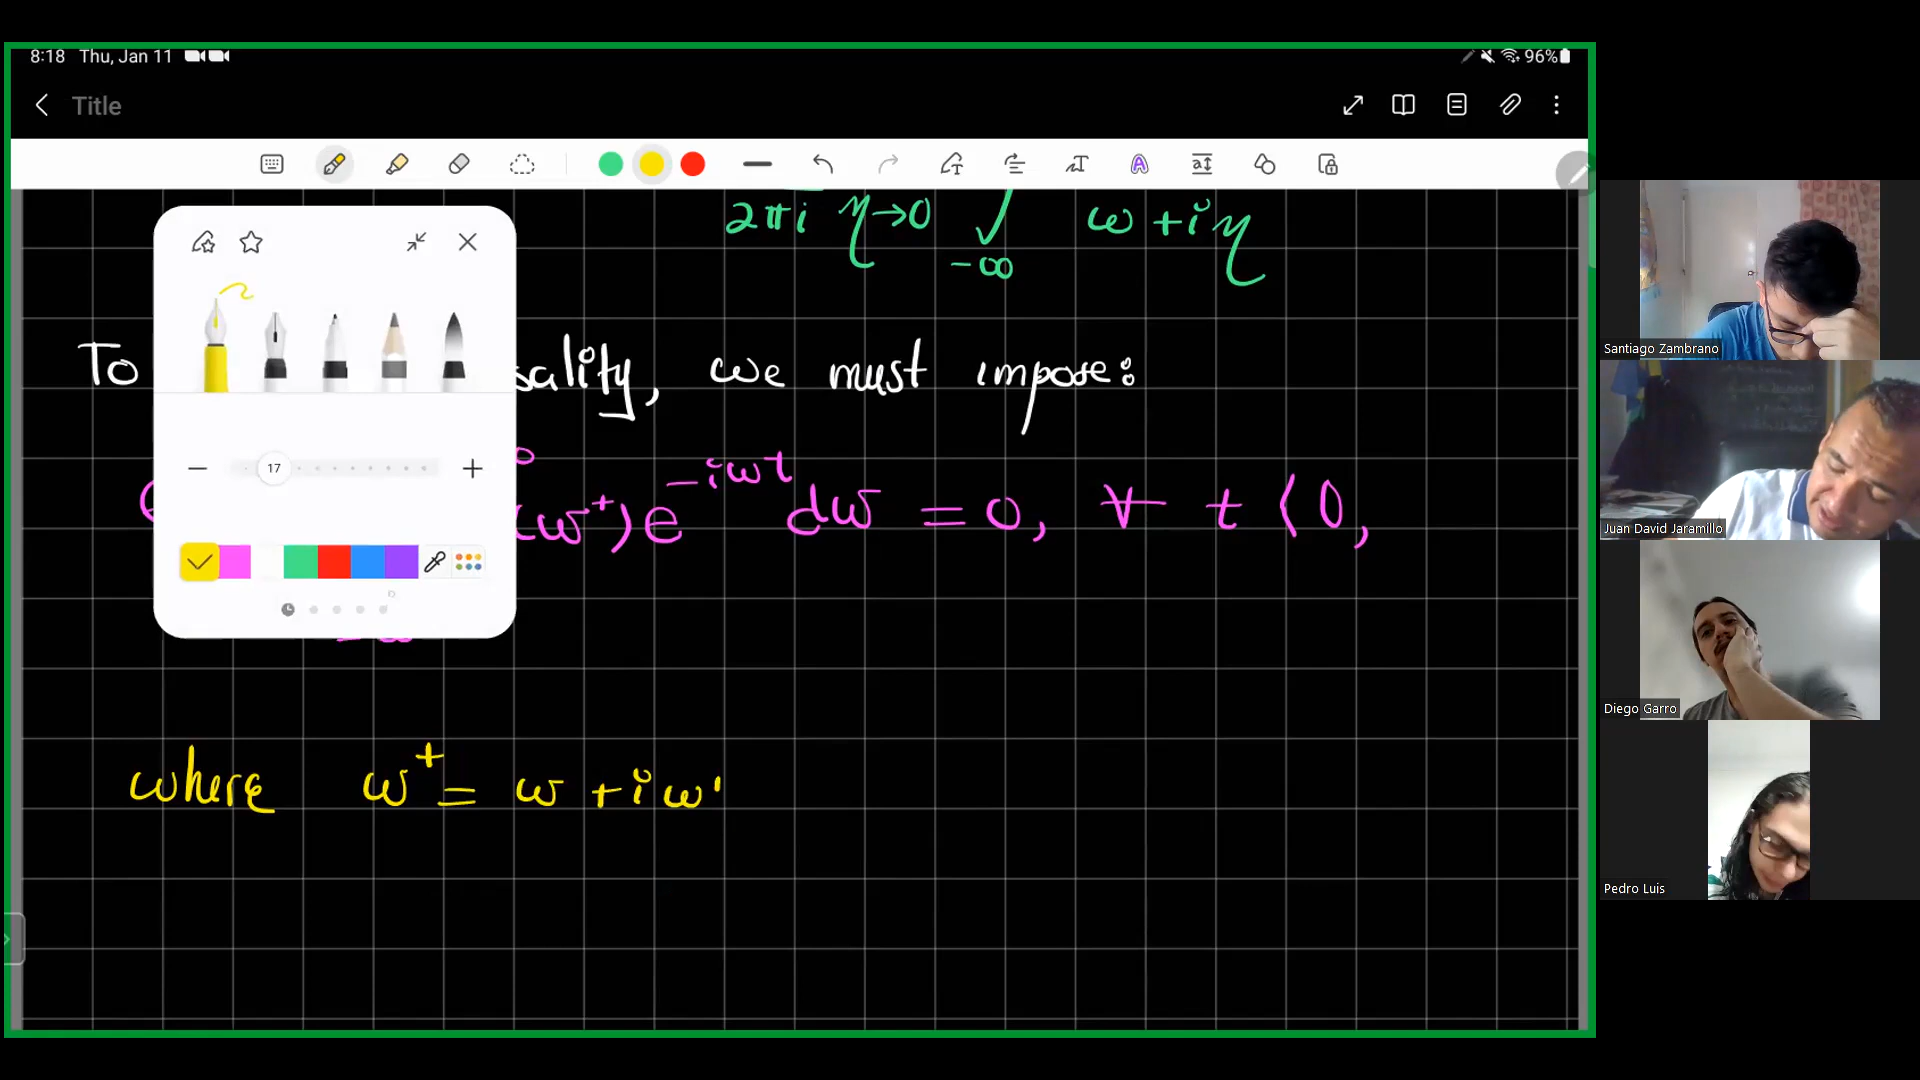 8:18 Thu, Jan 11
96%
Title
2πi η→0 ∫ ω + iη
-∞
To sality, we must impose:
(ω⁺) e^{-iωt} dω = 0, ∀ t < 0,
17
where ω⁺ = ω + iω'
Santiago Zambrano
Juan David Jaramillo
Diego Garro
Pedro Luis